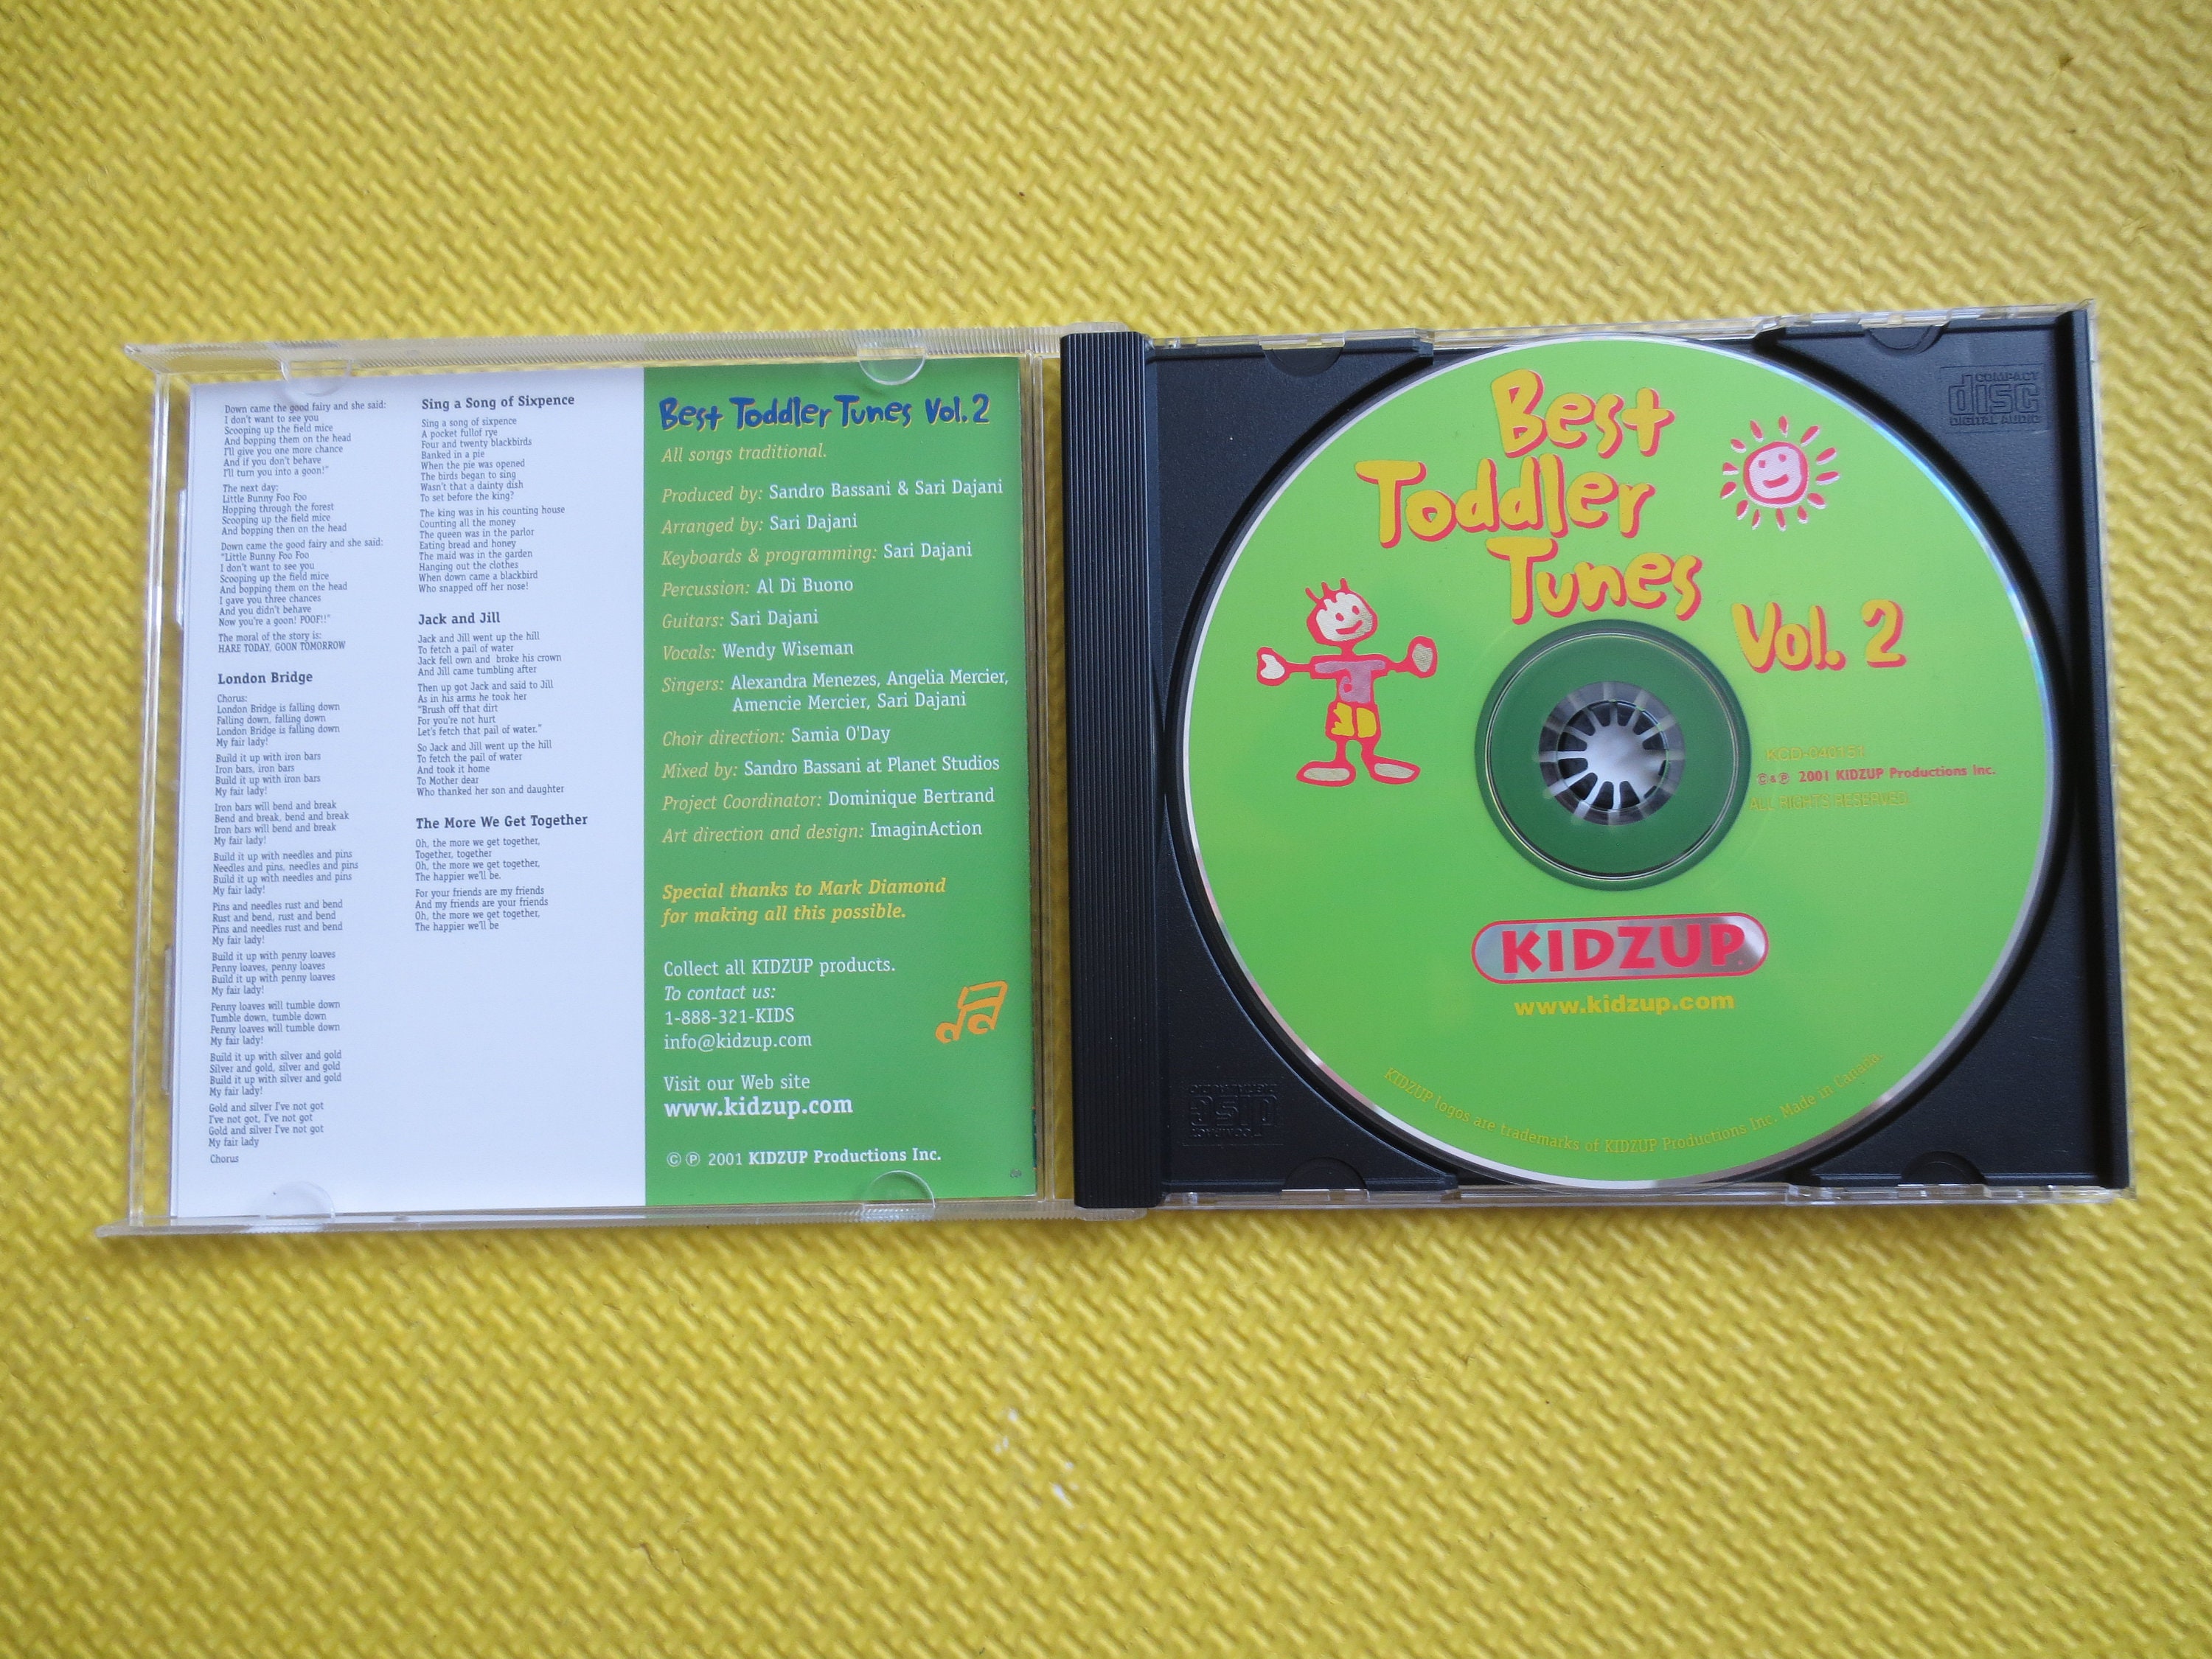 Down came the good fairy and she said:
I don't want to see you
Scooping up the field mice
And bopping them on the head
I'll give you one more chance
And if you don't behave
I'll turn you into a goon!"
The next day:
Little Bunny Foo Foo
Hopping through the forest
Scooping up the field mice
And bopping then on the head
Down came the good fairy and she said:
"Little Bunny Foo Foo
I don't want to see you
Scooping up the field mice
And bopping them on the head
I gave you three chances
And you didn't behave
Now you're a goon! POOF!!"
The moral of the story is:
HARE TODAY, GOON TOMORROW
London Bridge
Chorus:
London Bridge is falling down
Falling down, falling down
London Bridge is falling down
My fair lady!
Build it up with iron bars
Iron bars, iron bars
Build it up with iron bars
My fair lady!
Iron bars will bend and break
Bend and break, bend and break
Iron bars will bend and break
My fair lady!
Build it up with needles and pins
Needles and pins, needles and pins
Build it up with needles and pins
My fair lady!
Pins and needles rust and bend
Rust and bend, rust and bend
Pins and needles rust and bend
My fair lady!
Build it up with penny loaves
Penny loaves, penny loaves
Build it up with penny loaves
My fair lady!
Penny loaves will tumble down
Tumble down, tumble down
Penny loaves will tumble down
My fair lady!
Build it up with silver and gold
Silver and gold, silver and gold
Build it up with silver and gold
My fair lady!
Gold and silver I've not got
I've not got, I've not got
Gold and silver I've not got
My fair lady
Chorus
Sing a Song of Sixpence
Sing a song of sixpence
A pocket fullof rye
Four and twenty blackbirds
Banked in a pie
When the pie was opened
The birds began to sing
Wasn't that a dainty dish
To set before the king?
The king was in his counting house
Counting all the money
The queen was in the parlor
Eating bread and honey
The maid was in the garden
Hanging out the clothes
When down came a blackbird
Who snapped off her nose!
Jack and Jill
Jack and Jill went up the hill
To fetch a pail of water
Jack fell own and broke his crown
And Jill came tumbling after
Then up got Jack and said to Jill
As in his arms he took her
"Brush off that dirt
For you're not hurt
Let's fetch that pail of water."
So Jack and Jill went up the hill
To fetch the pail of water
And took it home
To Mother dear
Who thanked her son and daughter
The More We Get Together
Oh, the more we get together,
Together, together
Oh, the more we get together,
The happier we'll be.
For your friends are my friends
And my friends are your friends
Oh, the more we get together,
The happier we'll be
Best Toddler Tunes Vol. 2
All songs traditional.
Produced by: Sandro Bassani & Sari Dajani
Arranged by: Sari Dajani
Keyboards & programming: Sari Dajani
Percussion: Al Di Buono
Guitars: Sari Dajani
Vocals: Wendy Wiseman
Singers: Alexandra Menezes, Angelia Mercier,
Amencie Mercier, Sari Dajani
Choir direction: Samia O'Day
Mixed by: Sandro Bassani at Planet Studios
Project Coordinator: Dominique Bertrand
Art direction and design: ImaginAction
Special thanks to Mark Diamond
for making all this possible.
Collect all KIDZUP products.
To contact us:
1-888-321-KIDS
info@kidzup.com
Visit our Web site
www.kidzup.com
© ℗ 2001 KIDZUP Productions Inc.
Best
Toddler
Tunes
Vol. 2
© & ℗ 2001 KIDZUP Productions Inc.
ALL RIGHTS RESERVED
KIDZUP
www.kidzup.com
KIDZUP logos are trademarks of KIDZUP Productions Inc. Made in Canada.
COMPACT
disc
DIGITAL AUDIO